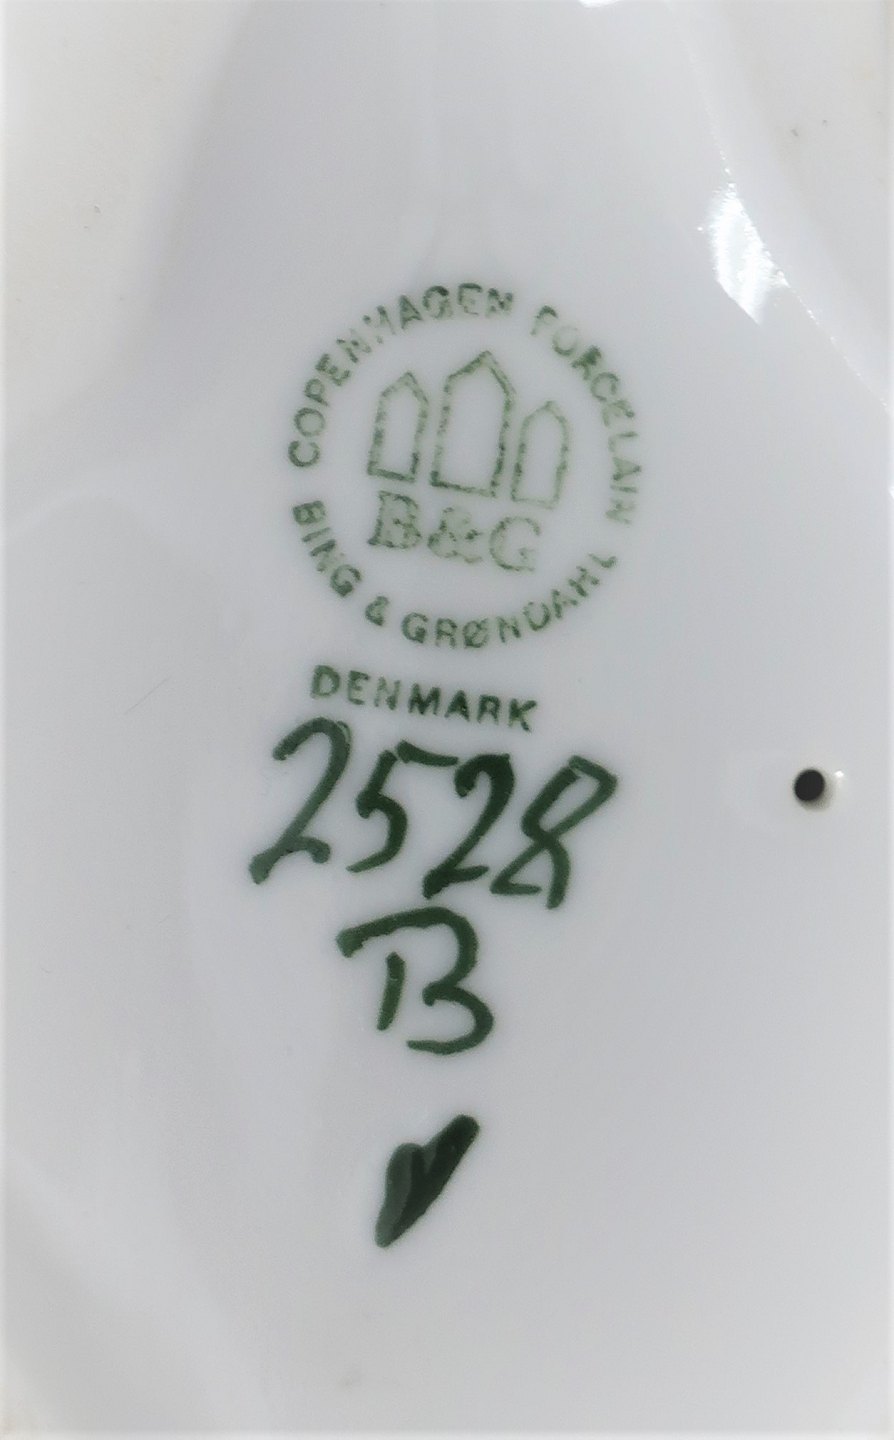 COPENHAGEN PORCELAIN
B&G
BING & GRØNDAHL
DENMARK
2528
B